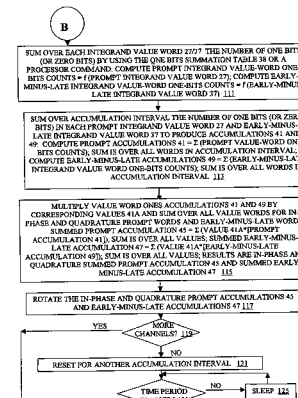 B
SUM OVER EACH INTEGRAND VALUE WORD 27/37 THE NUMBER OF ONE BITS
(OR ZERO BITS) BY USING THE ONE BITS SUMMATION TABLE 38 OR A
PROCESSOR COMMAND: COMPUTE PROMPT INTEGRAND VALUE-WORD ONE-
BITS COUNTS = f (PROMPT INTEGRAND VALUE WORD 27); COMPUTE EARLY-
MINUS-LATE INTEGRAND VALUE-WORD ONE-BITS COUNTS = f (EARLY-MINUS-
LATE INTEGRAND VALUE WORD 37) 111
SUM OVER ACCUMULATION INTERVAL THE NUMBER OF ONE BITS (OR ZERO
BITS) IN EACH PROMPT INTEGRAND VALUE WORD 27 AND EARLY-MINUS-
LATE INTEGRAND VALUE WORD 37 TO PRODUCE ACCUMULATIONS 41 AND
49: COMPUTE PROMPT ACCUMULATIONS 41 = Σ (PROMPT VALUE-WORD ONE-
BITS COUNTS); SUM IS OVER ALL WORDS IN ACCUMULATION INTERVAL;
COMPUTE EARLY-MINUS-LATE ACCUMULATIONS 49 = Σ (EARLY-MINUS-LATE
INTEGRAND VALUE WORD ONE-BITS COUNTS); SUM IS OVER ALL WORDS IN
ACCUMULATION INTERVAL 113
MULTIPLY VALUE WORD ONES ACCUMULATIONS 41 AND 49 BY
CORRESPONDING VALUES 41A AND SUM OVER ALL VALUE WORDS FOR IN-
PHASE AND QUADRATURE PROMPT WORDS AND EARLY-MINUS-LATE WORDS:
SUMMED PROMPT ACCUMULATION 45 = Σ (VALUE 41A*[PROMPT
ACCUMULATION 41]); SUM IS OVER ALL VALUES; SUMMED EARLY-MINUS-
LATE ACCUMULATION 47 = Σ (VALUE 41A*[EARLY-MINUS-LATE
ACCUMULATION 49]); SUM IS OVER ALL VALUES; RESULTS ARE IN-PHASE AND
QUADRATURE SUMMED PROMPT ACCUMULATION 45 AND SUMMED EARLY-
MINUS-LATE ACCUMULATION 47 115
ROTATE THE IN-PHASE AND QUADRATURE PROMPT ACCUMULATIONS 45
AND EARLY-MINUS-LATE ACCUMULATIONS 47 117
YES
MORE
CHANNELS? 119
NO
RESET FOR ANOTHER ACCUMULATION INTERVAL 121
TIME PERIOD
NO
SLEEP 125